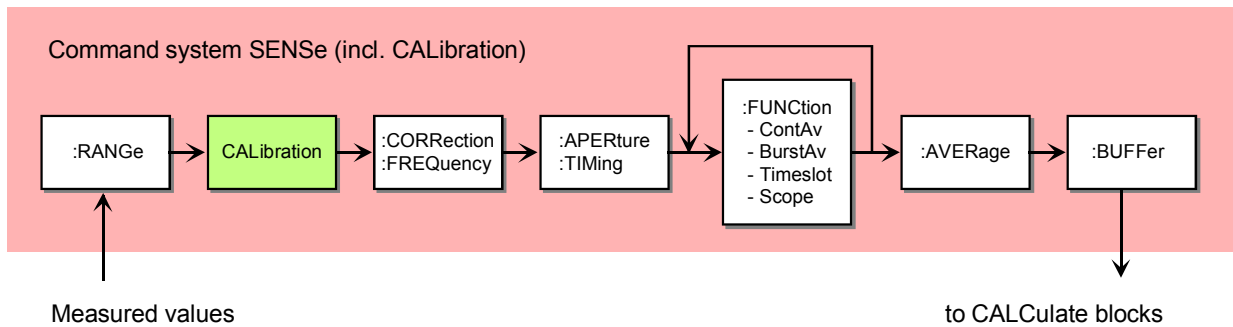 Command system SENSe (incl. CALibration)
:RANGe
CALibration
:CORRection
:FREQuency
:APERture
:TIMing
:FUNCtion
- ContAv
- BurstAv
- Timeslot
- Scope
:AVERage
:BUFFer
Measured values
to CALCulate blocks